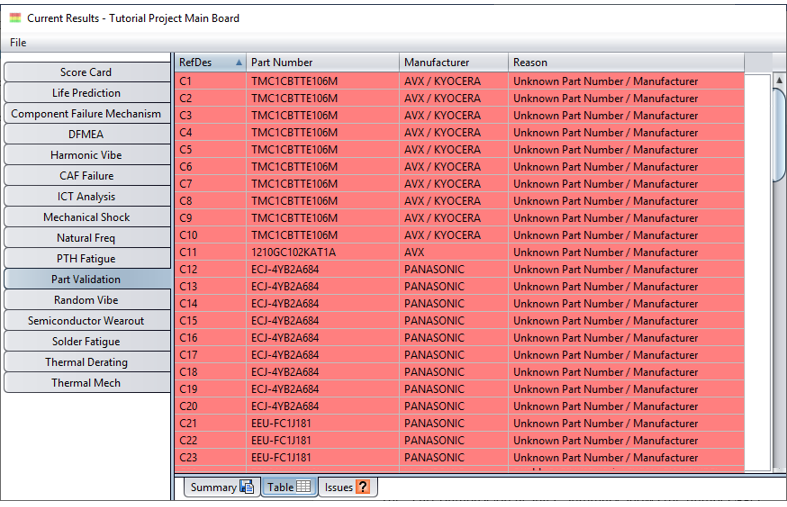 Current Results - Tutorial Project Main Board
File
Score Card
Life Prediction
Component Failure Mechanism
DFMEA
Harmonic Vibe
CAF Failure
ICT Analysis
Mechanical Shock
Natural Freq
PTH Fatigue
Part Validation
Random Vibe
Semiconductor Wearout
Solder Fatigue
Thermal Derating
Thermal Mech
RefDes Part Number Manufacturer Reason
C1 TMC1CBTTE106M AVX / KYOCERA Unknown Part Number / Manufacturer
C2 TMC1CBTTE106M AVX / KYOCERA Unknown Part Number / Manufacturer
C3 TMC1CBTTE106M AVX / KYOCERA Unknown Part Number / Manufacturer
C4 TMC1CBTTE106M AVX / KYOCERA Unknown Part Number / Manufacturer
C5 TMC1CBTTE106M AVX / KYOCERA Unknown Part Number / Manufacturer
C6 TMC1CBTTE106M AVX / KYOCERA Unknown Part Number / Manufacturer
C7 TMC1CBTTE106M AVX / KYOCERA Unknown Part Number / Manufacturer
C8 TMC1CBTTE106M AVX / KYOCERA Unknown Part Number / Manufacturer
C9 TMC1CBTTE106M AVX / KYOCERA Unknown Part Number / Manufacturer
C10 TMC1CBTTE106M AVX / KYOCERA Unknown Part Number / Manufacturer
C11 1210GC102KAT1A AVX Unknown Part Number / Manufacturer
C12 ECJ-4YB2A684 PANASONIC Unknown Part Number / Manufacturer
C13 ECJ-4YB2A684 PANASONIC Unknown Part Number / Manufacturer
C14 ECJ-4YB2A684 PANASONIC Unknown Part Number / Manufacturer
C15 ECJ-4YB2A684 PANASONIC Unknown Part Number / Manufacturer
C16 ECJ-4YB2A684 PANASONIC Unknown Part Number / Manufacturer
C17 ECJ-4YB2A684 PANASONIC Unknown Part Number / Manufacturer
C18 ECJ-4YB2A684 PANASONIC Unknown Part Number / Manufacturer
C19 ECJ-4YB2A684 PANASONIC Unknown Part Number / Manufacturer
C20 ECJ-4YB2A684 PANASONIC Unknown Part Number / Manufacturer
C21 EEU-FC1J181 PANASONIC Unknown Part Number / Manufacturer
C22 EEU-FC1J181 PANASONIC Unknown Part Number / Manufacturer
C23 EEU-FC1J181 PANASONIC Unknown Part Number / Manufacturer
Summary Table Issues ?